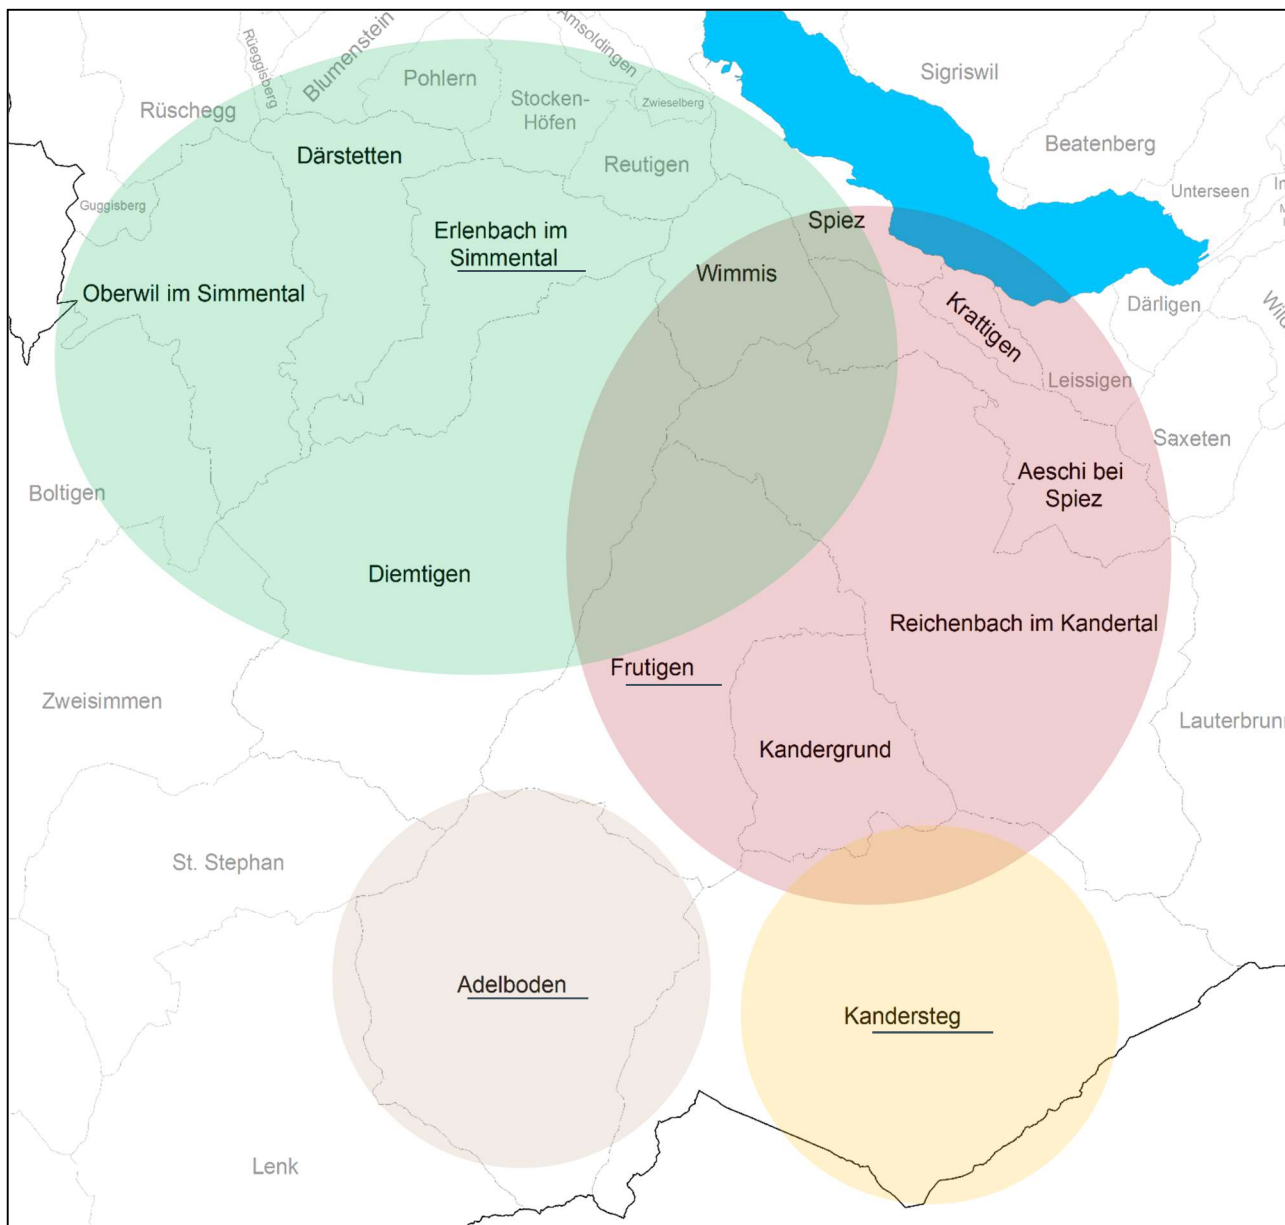 Rüeggisberg
Blumenstein
Amsoldingen
Sigriswil
Pohlern
Rüschegg
Stocken-
Höfen
Zwieselberg
Beatenberg
Därstetten
Reutigen
Unterseen
Guggisberg
Spiez
Erlenbach im
Simmental
Wimmis
Oberwil im Simmental
Krattigen
Därligen
Leissigen
Saxeten
Aeschi bei
Spiez
Boltigen
Diemtigen
Reichenbach im Kandertal
Frutigen
Zweisimmen
Lauterbrunn
Kandergrund
St. Stephan
Adelboden
Kandersteg
Lenk